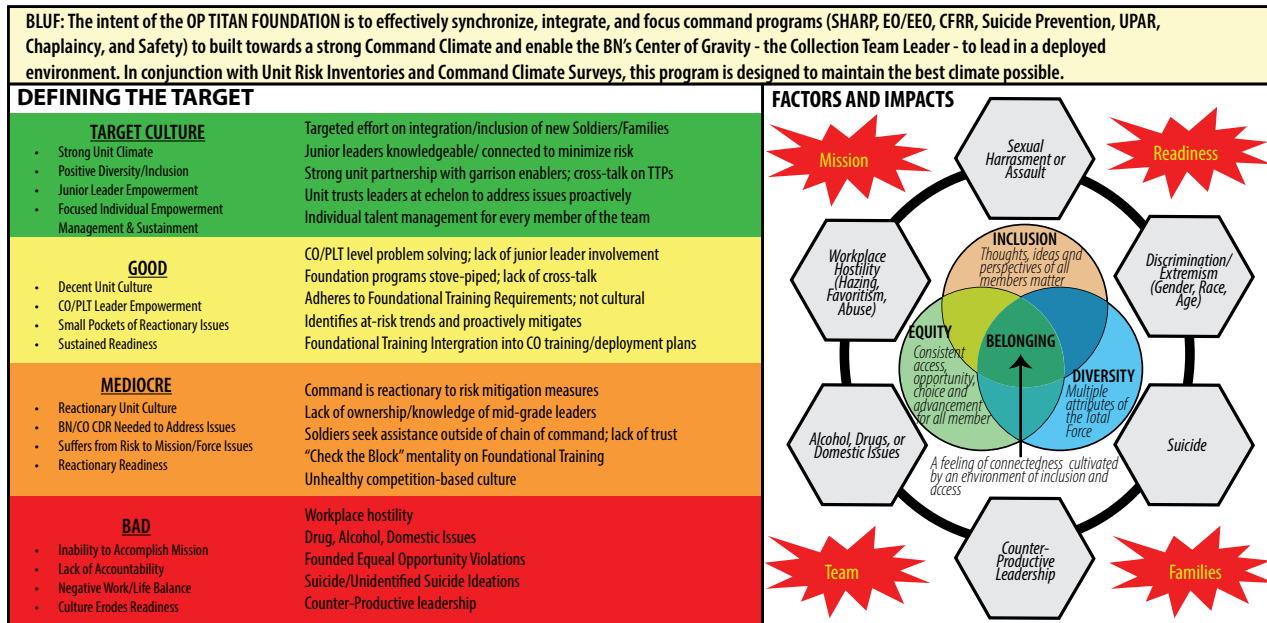 BLUF: The intent of the OP TITAN FOUNDATION is to effectively synchronize, integrate, and focus command programs (SHARP, EO/EEO, CFRR, Suicide Prevention, UPAR,
Chaplaincy, and Safety) to built towards a strong Command Climate and enable the BN's Center of Gravity - the Collection Team Leader - to lead in a deployed
environment. In conjunction with Unit Risk Inventories and Command Climate Surveys, this program is designed to maintain the best climate possible.
DEFINING THE TARGET
TARGET CULTURE
• Strong Unit Climate
• Positive Diversity/Inclusion
• Junior Leader Empowerment
• Focused Individual Empowerment
Management & Sustainment
Targeted effort on integration/inclusion of new Soldiers/Families
Junior leaders knowledgeable/ connected to minimize risk
Strong unit partnership with garrison enablers; cross-talk on TTPs
Unit trusts leaders at echelon to address issues proactively
Individual talent management for every member of the team
GOOD
• Decent Unit Culture
• CO/PLT Leader Empowerment
• Small Pockets of Reactionary Issues
• Sustained Readiness
CO/PLT level problem solving; lack of junior leader involvement
Foundation programs stove-piped; lack of cross-talk
Adheres to Foundational Training Requirements; not cultural
Identifies at-risk trends and proactively mitigates
Foundational Training Intergration into CO training/deployment plans
MEDIOCRE
• Reactionary Unit Culture
• BN/CO CDR Needed to Address Issues
• Suffers from Risk to Mission/Force Issues
• Reactionary Readiness
Command is reactionary to risk mitigation measures
Lack of ownership/knowledge of mid-grade leaders
Soldiers seek assistance outside of chain of command; lack of trust
"Check the Block" mentality on Foundational Training
Unhealthy competition-based culture
BAD
• Inability to Accomplish Mission
• Lack of Accountability
• Negative Work/Life Balance
• Culture Erodes Readiness
Workplace hostility
Drug, Alcohol, Domestic Issues
Founded Equeal Opportunity Violations
Suicide/Unidentified Suicide Ideations
Counter-Productive leadership
FACTORS AND IMPACTS
Mission
Sexual
Harrasment or
Assault
Readiness
Workplace
Hostility
(Hazing,
Favoritism,
Abuse)
INCLUSION
Thoughts, ideas and
perspectives of all
members matter
Discrimination/
Extremism
(Gender, Race,
Age)
EQUITY
Consistent
access,
opportunity,
choice and
advancement
for all member
BELONGING
DIVERSITY
Multiple
attributes of
the Total
Force
Alcohol, Drugs, or
Domestic Issues
A feeling of connectedness cultivated
by an environment of inclusion and
dccess
Suicide
Team
Counter-
Productive
Leadership
Families